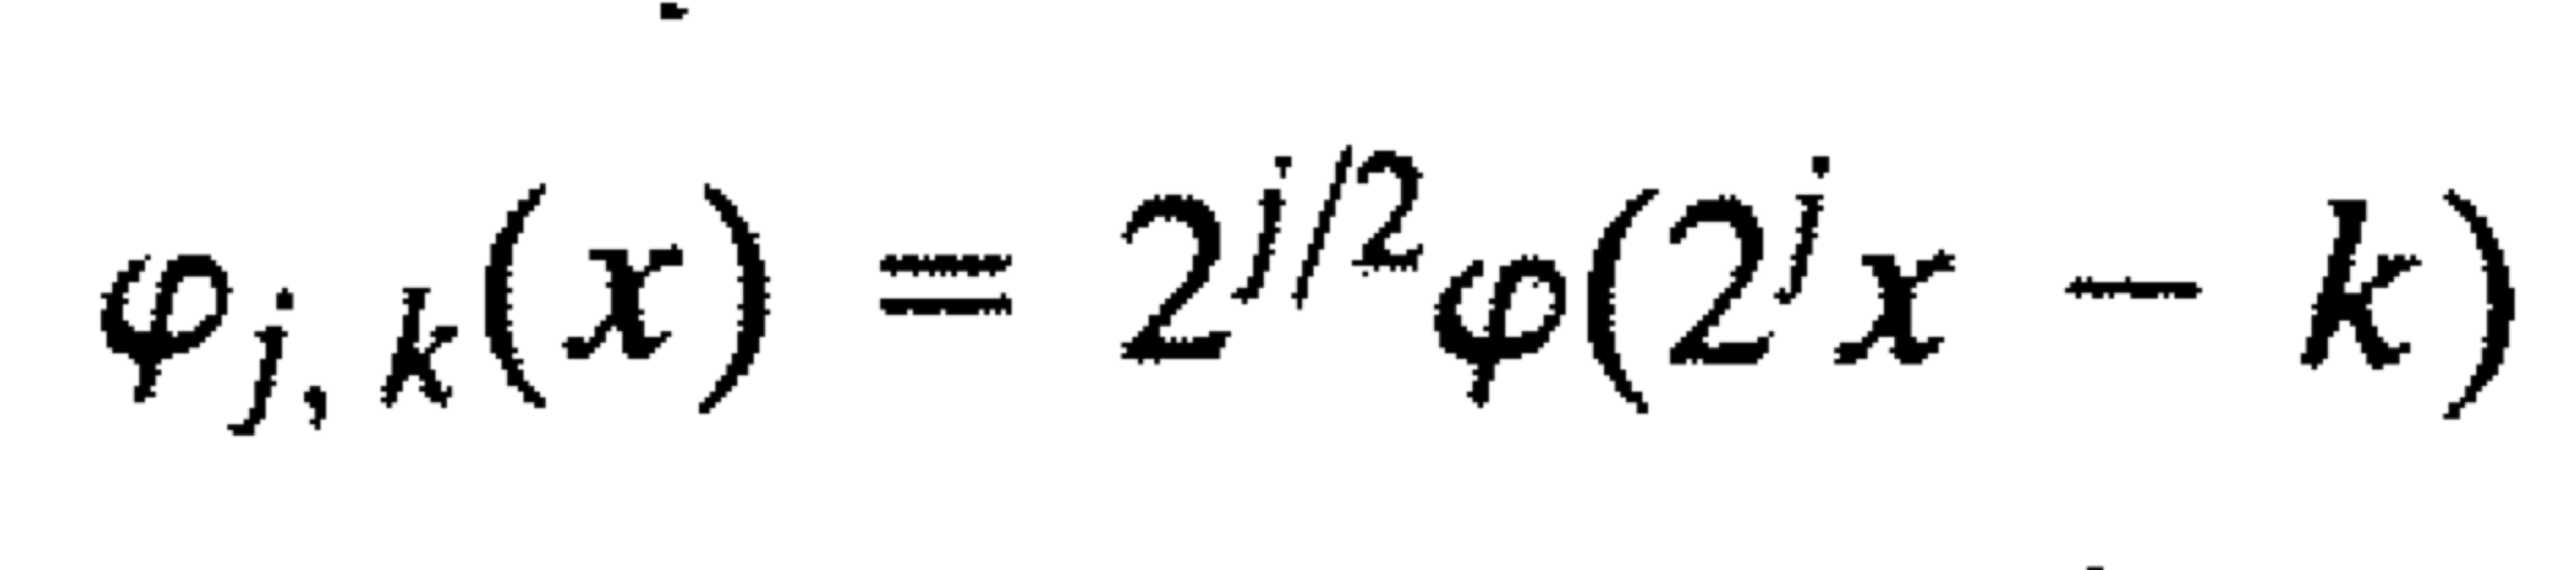 φ_{j, k}(x) = 2^{j/2}φ(2^j x − k)